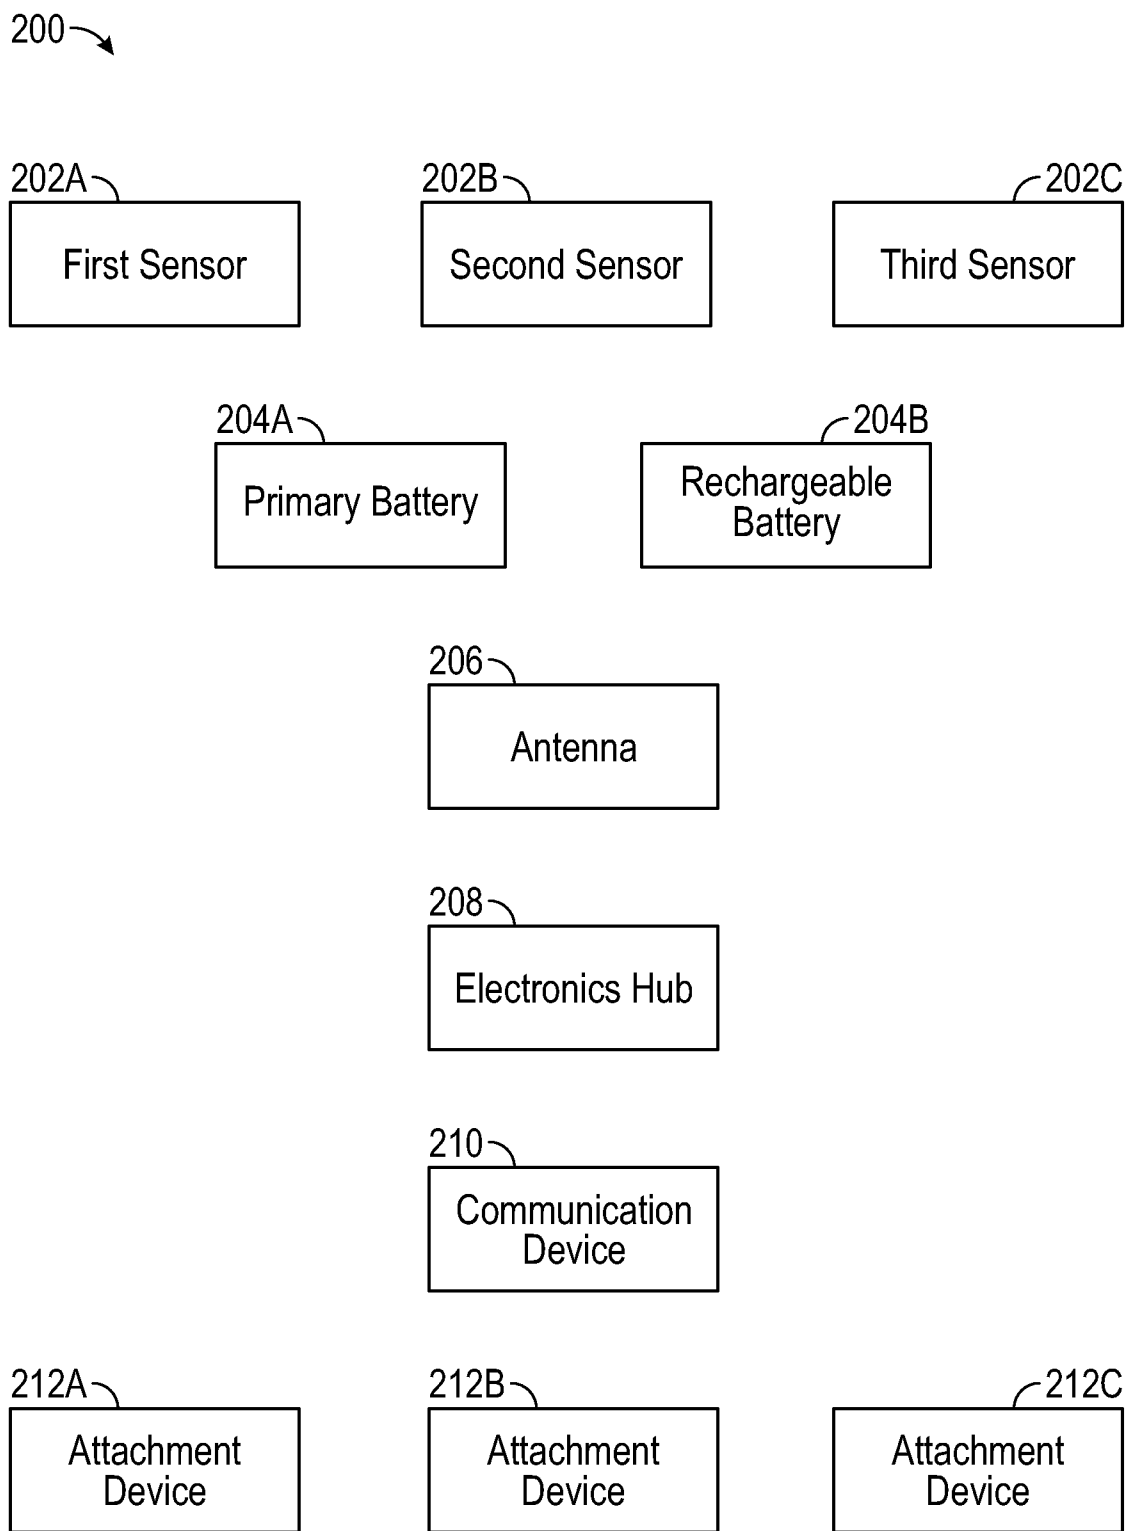 200
202A
202B
202C
First Sensor
Second Sensor
Third Sensor
204A
204B
Primary Battery
Rechargeable
Battery
206
Antenna
208
Electronics Hub
210
Communication
Device
212A
212B
212C
Attachment
Device
Attachment
Device
Attachment
Device